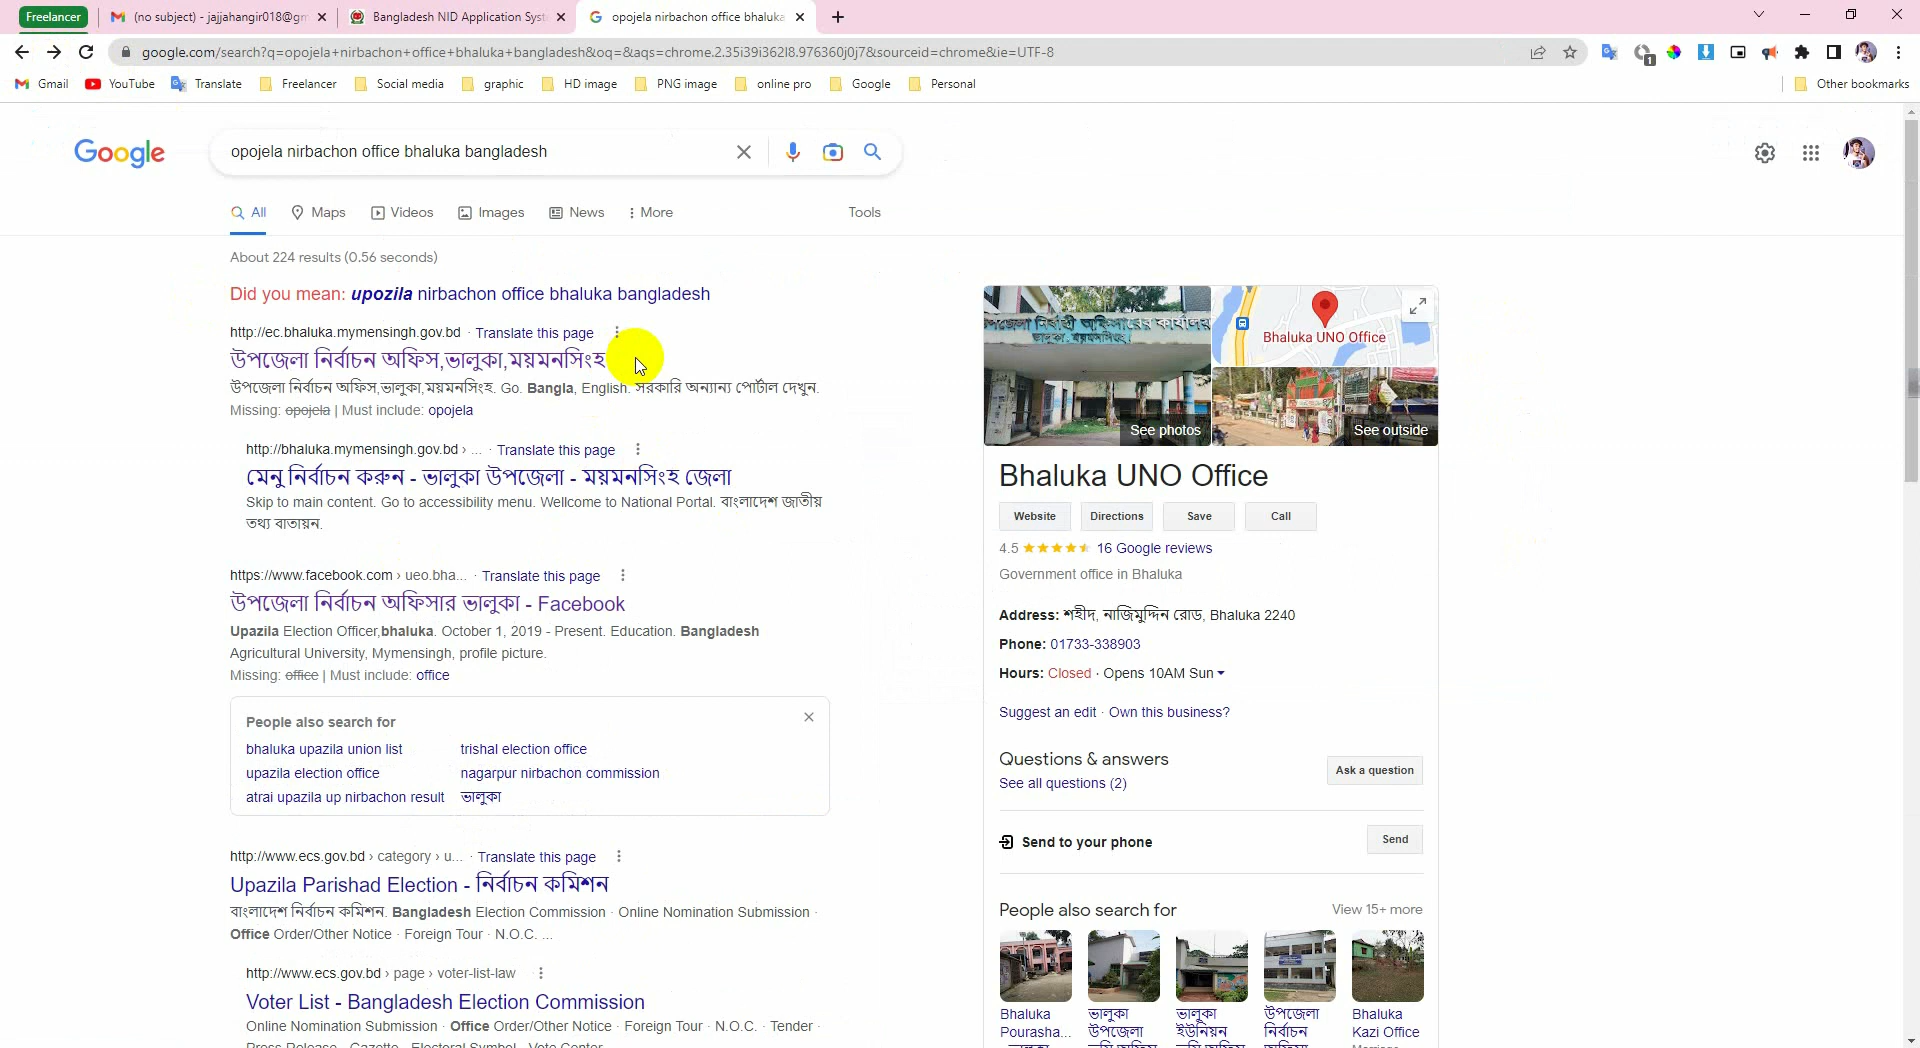 Freelancer
(no subject) - jajjahangir018@gm
Bangladesh NID Application Syst
opojela nirbachon office bhaluka
google.com/search?q=opojela+nirbachon+office+bhaluka+bangladesh&oq=&aqs=chrome.2.35i39i362l8.976360j0j7&sourceid=chrome&ie=UTF-8
1
Gmail
YouTube
Translate
Freelancer
Social media
graphic
HD image
PNG image
online pro
Google
Personal
Other bookmarks
Google
opojela nirbachon office bhaluka bangladesh
All
Maps
Videos
Images
News
More
Tools
About 224 results (0.56 seconds)
Did you mean: upozila nirbachon office bhaluka bangladesh
http://ec.bhaluka.mymensingh.gov.bd · Translate this page
উপজেলা নির্বাচন অফিস,ভালুকা,ময়মনসিংহ
উপজেলা নির্বাচন অফিস,ভালুকা,ময়মনসিংহ. Go. Bangla, English. সরকারি অন্যান্য পোর্টাল দেখুন.
Missing: opojela | Must include: opojela
http://bhaluka.mymensingh.gov.bd › ... · Translate this page
মেনু নির্বাচন করুন - ভালুকা উপজেলা - ময়মনসিংহ জেলা
Skip to main content. Go to accessibility menu. Wellcome to National Portal. বাংলাদেশ জাতীয়
তথ্য বাতায়ন.
https://www.facebook.com › ueo.bha... · Translate this page
উপজেলা নির্বাচন অফিসার ভালুকা - Facebook
Upazila Election Officer,bhaluka. October 1, 2019 - Present. Education. Bangladesh
Agricultural University, Mymensingh, profile picture.
Missing: office | Must include: office
People also search for
bhaluka upazila union list
trishal election office
upazila election office
nagarpur nirbachon commission
atrai upazila up nirbachon result
ভালুকা
http://www.ecs.gov.bd › category › u... · Translate this page
Upazila Parishad Election - নির্বাচন কমিশন
বাংলাদেশ নির্বাচন কমিশন. Bangladesh Election Commission · Online Nomination Submission ·
Office Order/Other Notice · Foreign Tour · N.O.C. ...
http://www.ecs.gov.bd › page › voter-list-law
Voter List - Bangladesh Election Commission
Online Nomination Submission · Office Order/Other Notice · Foreign Tour · N.O.C. · Tender ·
Press Release · Gazette · Electoral Symbol · Vote Center
উপজেলা নির্বাহী অফিসারের কার্যালয়
ভালুকা, ময়মনসিংহ।
See photos
Bhaluka UNO Office
See outside
Bhaluka UNO Office
Website
Directions
Save
Call
4.5 16 Google reviews
Government office in Bhaluka
Address: শহীদ, নাজিমুদ্দিন রোড, Bhaluka 2240
Phone: 01733-338903
Hours: Closed · Opens 10AM Sun
Suggest an edit · Own this business?
Questions & answers
See all questions (2)
Ask a question
Send to your phone
Send
People also search for
View 15+ more
Bhaluka
Pourasha...
ভালুকা
উপজেলা
ভালুকা
ইউনিয়ন
উপজেলা
নির্বাচন
Bhaluka
Kazi Office